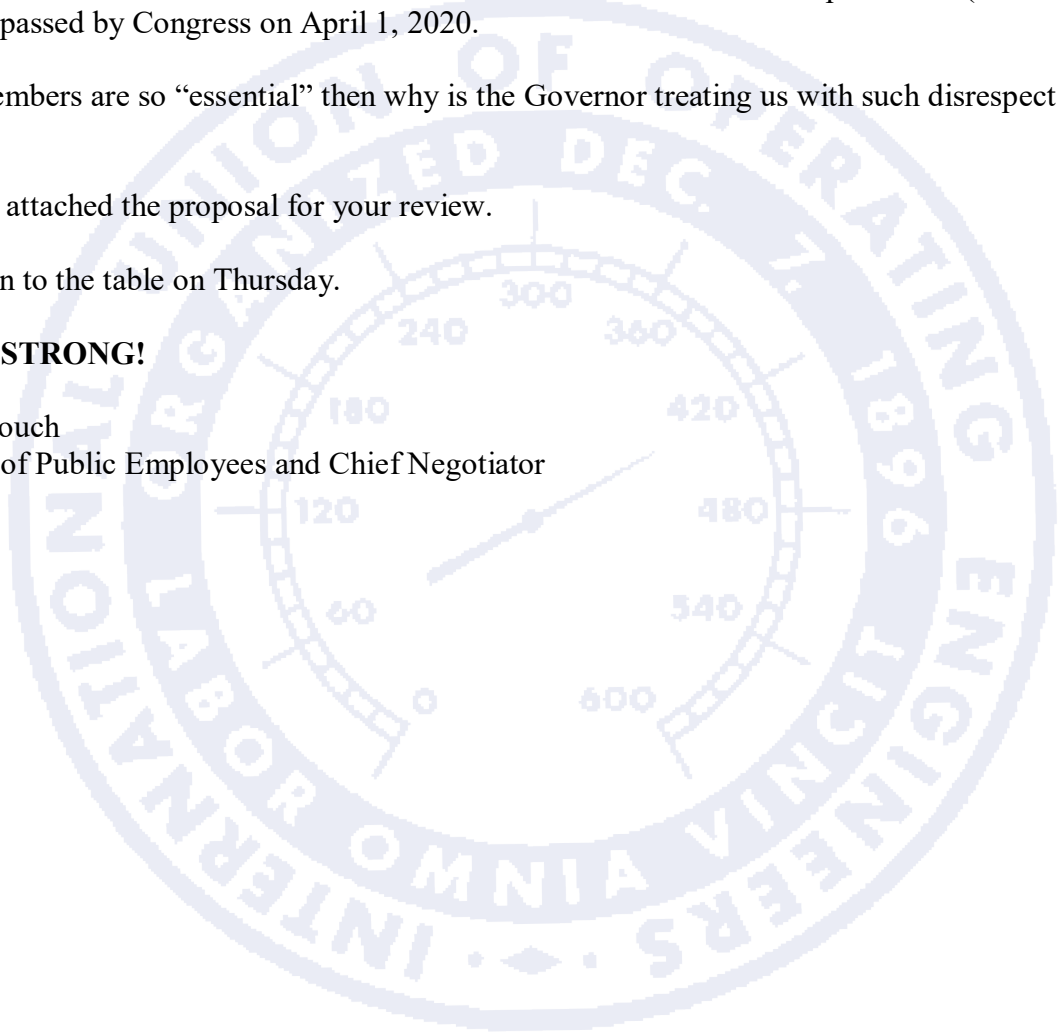 passed by Congress on April 1, 2020.
embers are so “essential” then why is the Governor treating us with such disrespect
attached the proposal for your review.
n to the table on Thursday.
STRONG!
ouch
of Public Employees and Chief Negotiator
INTERNATIONAL UNION OF OPERATING ENGINEERS
ORGANIZED DEC. 7, 1896
LABOR OMNIA VINCIT
300
240 360
180 420
120 480
60 540
0 600